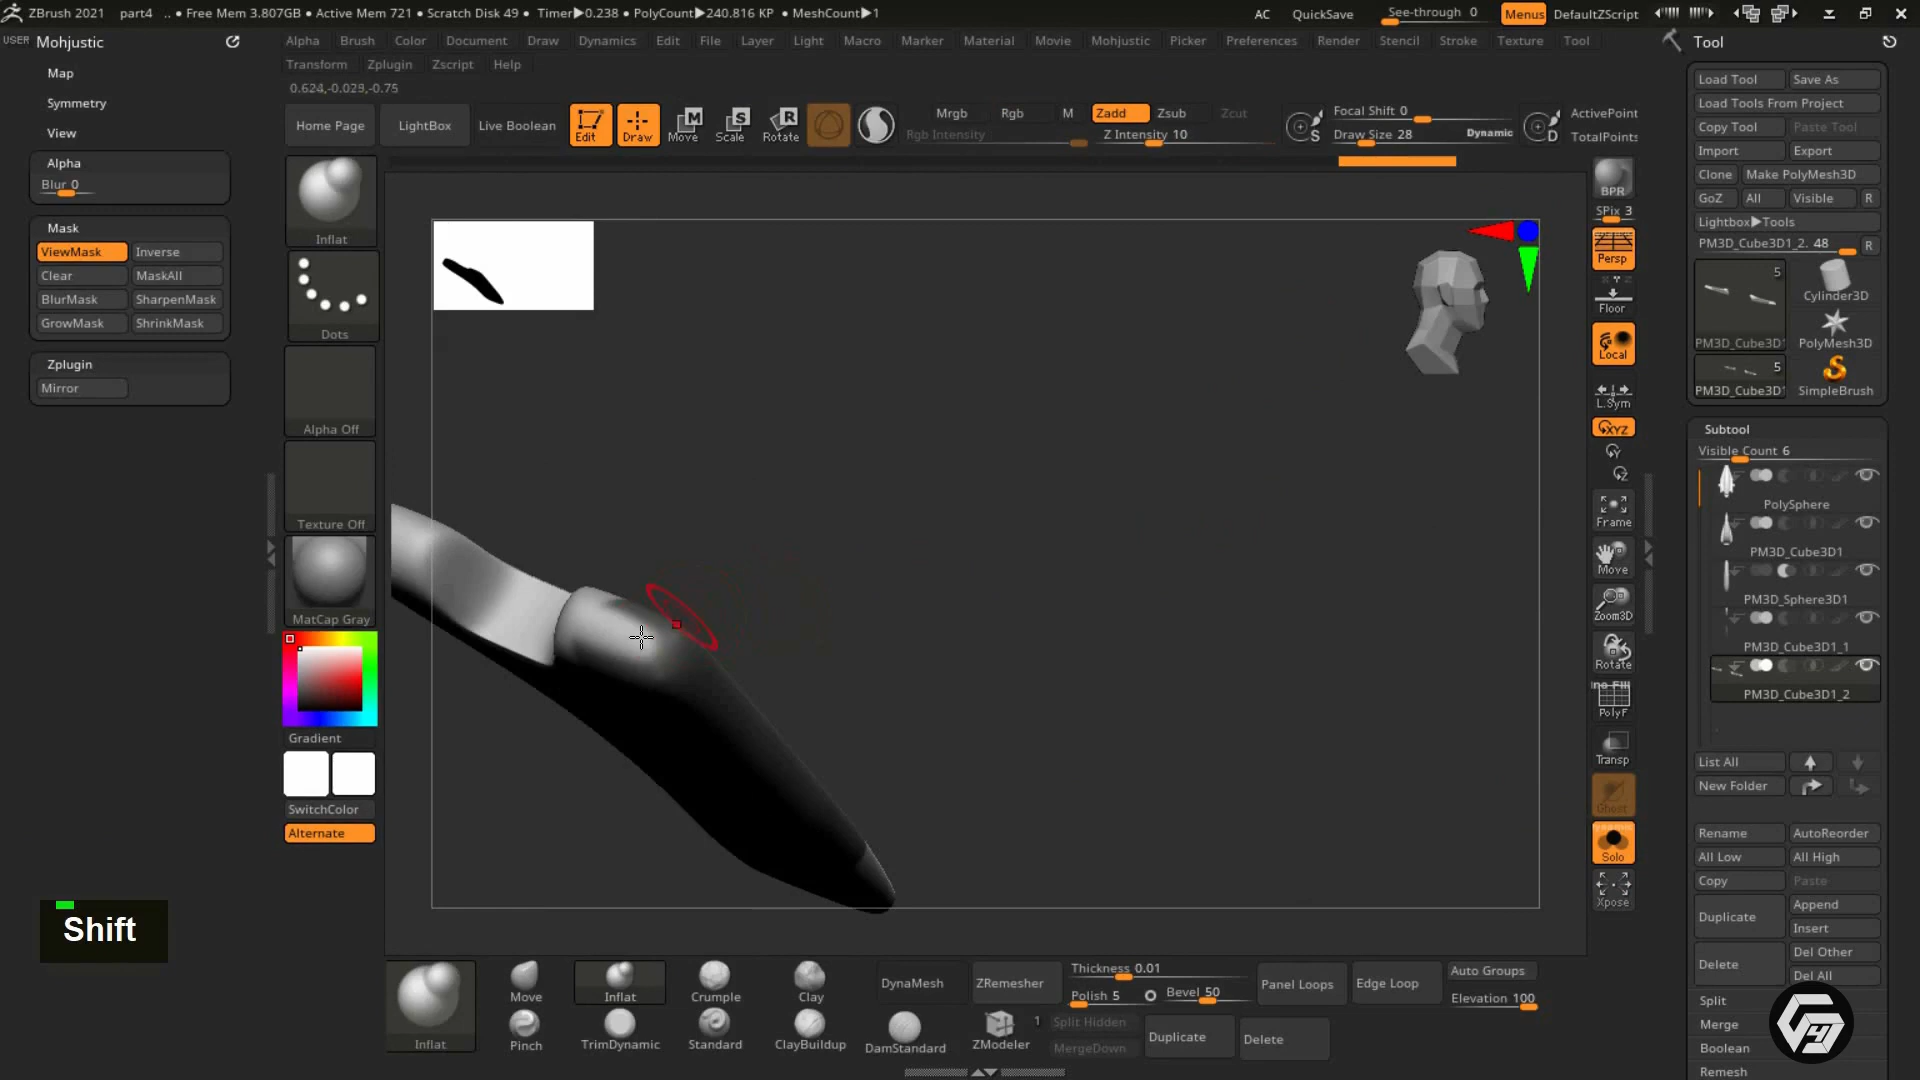 ZBrush 2021 part4 .. • Free Mem 3.807GB • Active Mem 721 • Scratch Disk 49 • Timer▶0.238 • PolyCount▶240.816 KP • MeshCount▶1
AC QuickSave See-through 0 Menus DefaultZScript
USER Mohjustic
Alpha Brush Color Document Draw Dynamics Edit File Layer Light Macro Marker Material Movie Mohjustic Picker Preferences Render Stencil Stroke Texture Tool
Transform Zplugin Zscript Help
0.624,-0.028,-0.75
Home Page LightBox Live Boolean Edit Draw Move Scale Rotate
Mrgb Rgb M Zadd Zsub Zcut
Rgb Intensity Z Intensity 10
Focal Shift 0
Draw Size 28 Dynamic
S D
ActivePoint
TotalPoints
Map
Symmetry
View
Alpha
Blur 0
Mask
ViewMask Inverse
Clear MaskAll
BlurMask SharpenMask
GrowMask ShrinkMask
Zplugin
Mirror
Inflat
Dots
Alpha Off
Texture Off
MatCap Gray
Gradient
SwitchColor
Alternate
Shift
BPR
SPix 3
Persp
Floor
Local
L.Sym
XYZ
Y
Z
Frame
Move
Zoom3D
Rotate
PolyF
Transp
Ghost
Solo
Xpose
Tool
Load Tool Save As
Load Tools From Project
Copy Tool Paste Tool
Import Export
Clone Make PolyMesh3D
GoZ All Visible R
Lightbox▶Tools
PM3D_Cube3D1_2. 48 R
5
PM3D_Cube3D1
Cylinder3D
PolyMesh3D
5
PM3D_Cube3D1
SimpleBrush
Subtool
Visible Count 6
PolySphere
PM3D_Cube3D1
PM3D_Sphere3D1
PM3D_Cube3D1_1
PM3D_Cube3D1_2
List All
New Folder
Rename AutoReorder
All Low All High
Copy Paste
Duplicate Append
Insert
Delete Del Other
Del All
Split
Merge
Boolean
Remesh
Inflat
Move Inflat Crumple Clay
Pinch TrimDynamic Standard ClayBuildup DamStandard ZModeler 1
DynaMesh ZRemesher
Thickness 0.01
Polish 5 Bevel 50
Panel Loops Edge Loop
Auto Groups
Elevation 100
Split Hidden
MergeDown
Duplicate Delete